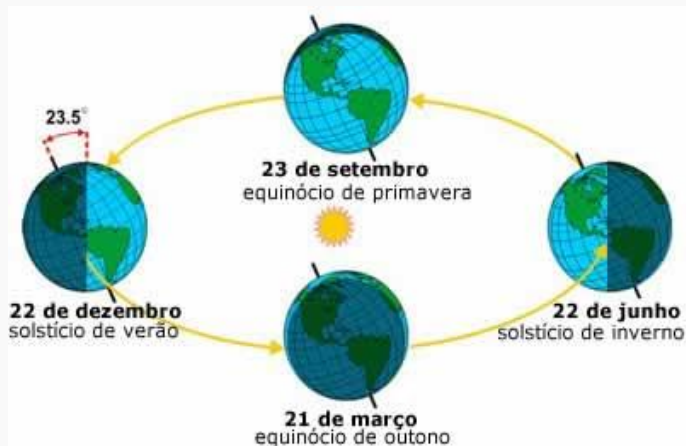 23.5°
23 de setembro
equinócio de primavera
22 de dezembro
solstício de verão
22 de junho
solstício de inverno
21 de março
equinócio de outono